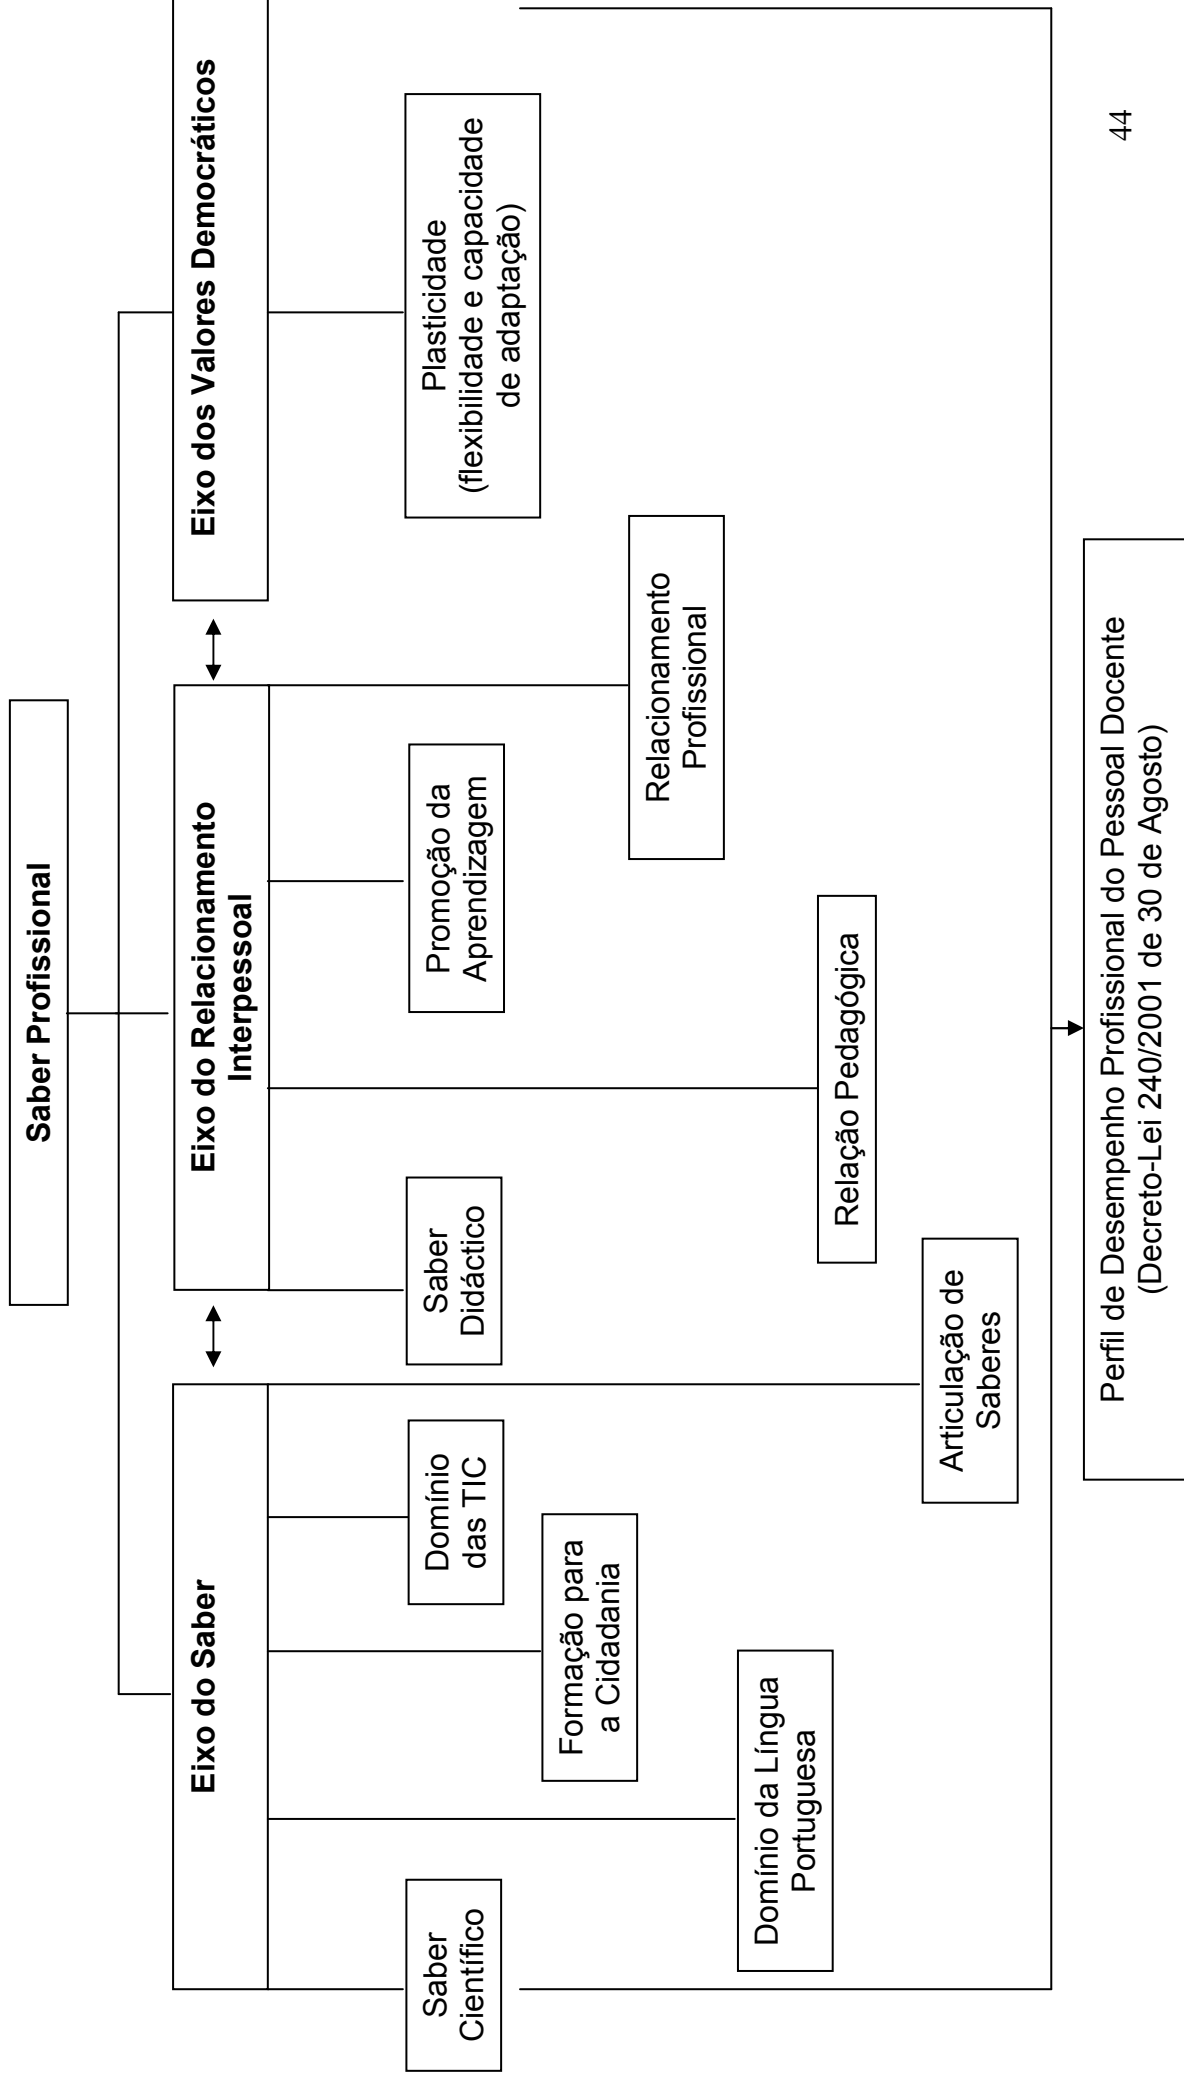 Saber Profissional
Eixo do Saber
Eixo do Relacionamento
Interpessoal
Eixo dos Valores Democráticos
Saber
Científico
Domínio
das TIC
Saber
Didáctico
Promoção da
Aprendizagem
Plasticidade
(flexibilidade e capacidade
de adaptação)
Formação para
a Cidadania
Relacionamento
Profissional
Domínio da Língua
Portuguesa
Relação Pedagógica
Articulação de
Saberes
Perfil de Desempenho Profissional do Pessoal Docente
(Decreto-Lei 240/2001 de 30 de Agosto)
44